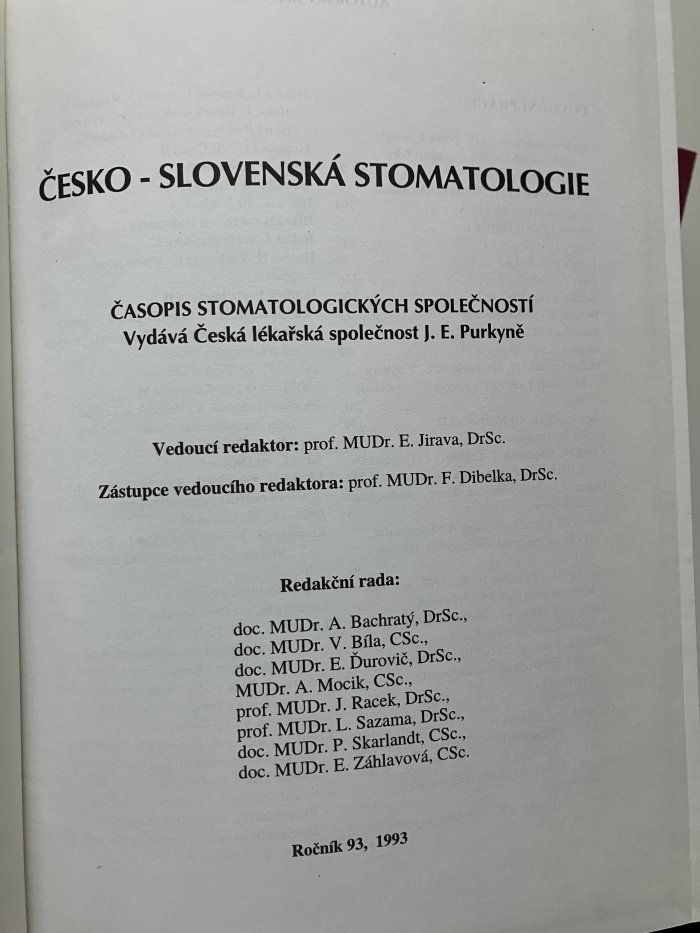 ČESKO - SLOVENSKÁ STOMATOLOGIE
ČASOPIS STOMATOLOGICKÝCH SPOLEČNOSTÍ
Vydává Česká lékařská společnost J. E. Purkyně
Vedoucí redaktor: prof. MUDr. E. Jirava, DrSc.
Zástupce vedoucího redaktora: prof. MUDr. F. Dibelka, DrSc.
Redakční rada:
doc. MUDr. A. Bachratý, DrSc.,
doc. MUDr. V. Bíla, CSc.,
doc. MUDr. E. Ďurovič, DrSc.,
MUDr. A. Mocik, CSc.,
prof. MUDr. J. Racek, DrSc.,
prof. MUDr. L. Sazama, DrSc.,
doc. MUDr. P. Skarlandt, CSc.,
doc. MUDr. E. Záhlavová, CSc.
Ročník 93, 1993